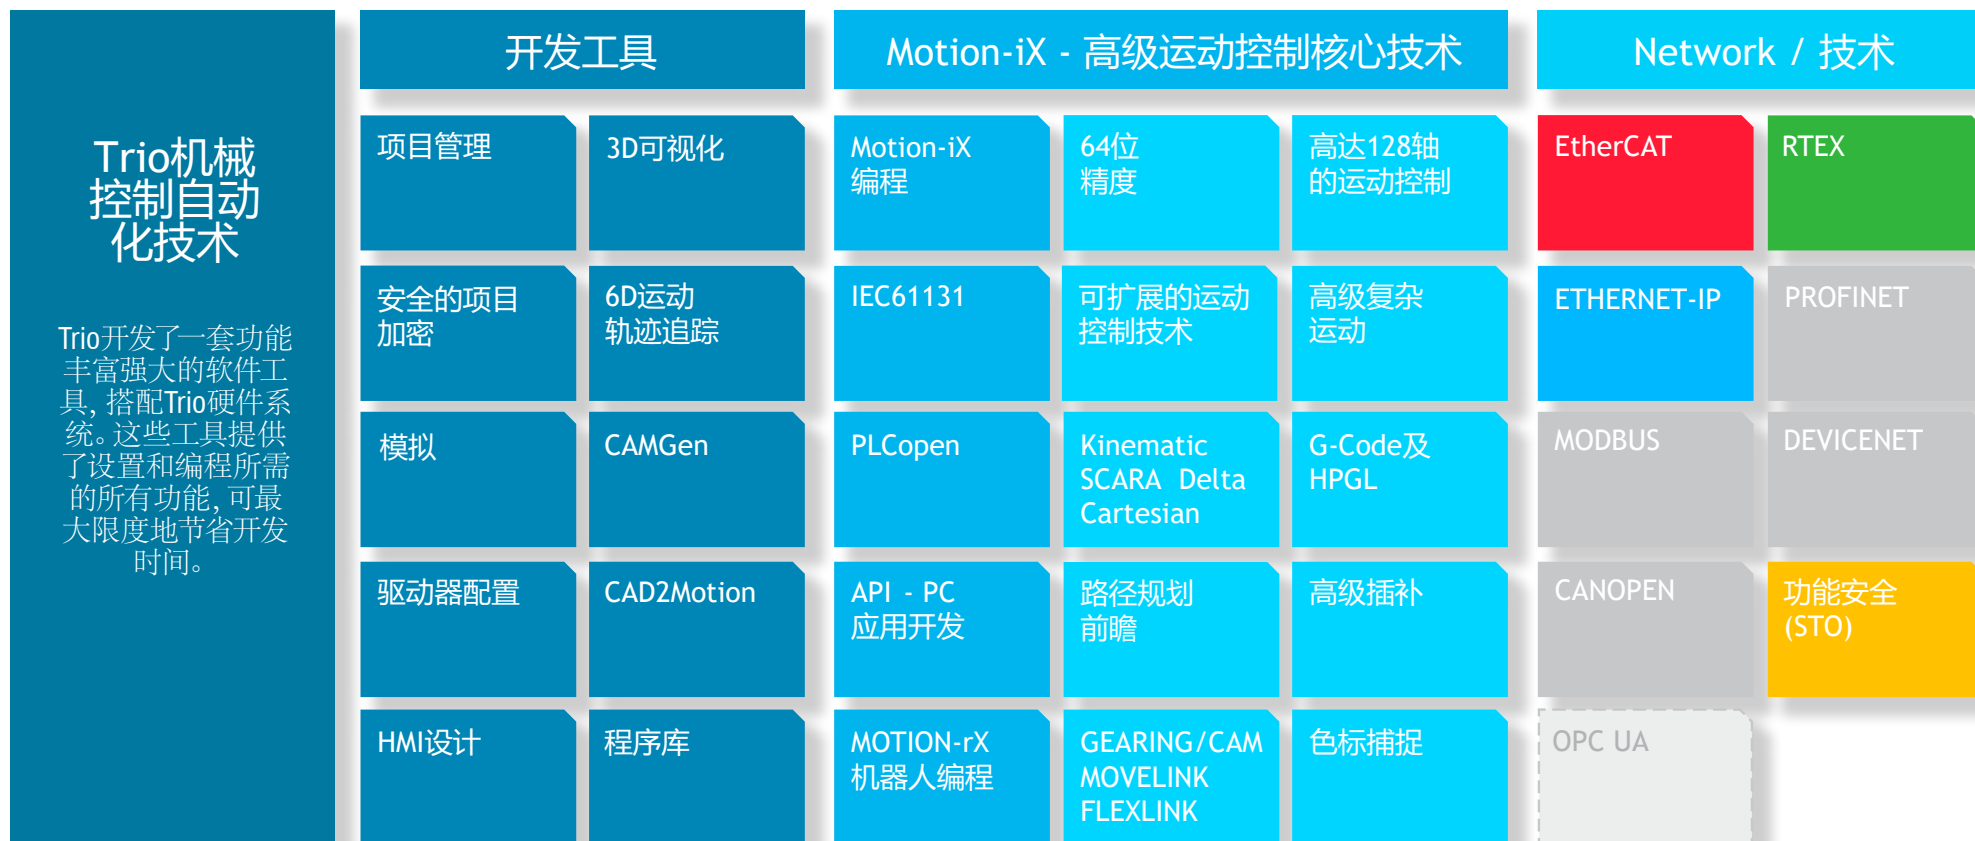 Trio机械
控制自动
化技术
Trio开发了一套功能
丰富强大的软件工
具，搭配Trio硬件系
统。这些工具提供
了设置和编程所需
的所有功能，可最
大限度地节省开发
时间。
开发工具
项目管理
3D可视化
安全的项目
加密
6D运动
轨迹追踪
模拟
CAMGen
驱动器配置
CAD2Motion
HMI设计
程序库
Motion-iX - 高级运动控制核心技术
Motion-iX
编程
64位
精度
高达128轴
的运动控制
IEC61131
可扩展的运动
控制技术
高级复杂
运动
PLCopen
Kinematic
SCARA Delta
Cartesian
G-Code及
HPGL
API - PC
应用开发
路径规划
前瞻
高级插补
MOTION-rX
机器人编程
GEARING/CAM
MOVELINK
FLEXLINK
色标捕捉
Network / 技术
EtherCAT
RTEX
ETHERNET-IP
PROFINET
MODBUS
DEVICENET
CANOPEN
功能安全
(STO)
OPC UA